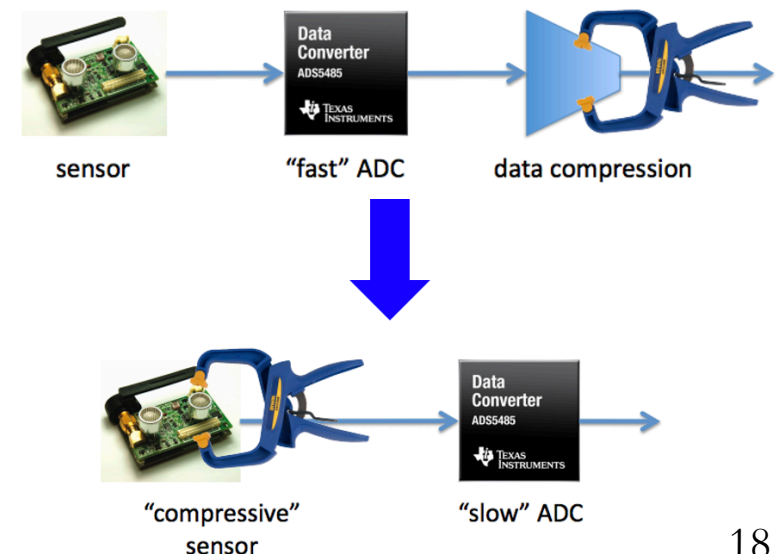 Data
Converter
ADS5485
TEXAS
INSTRUMENTS
sensor
“fast” ADC
data compression
Data
Converter
ADS5485
TEXAS
INSTRUMENTS
“compressive”
sensor
“slow” ADC
18